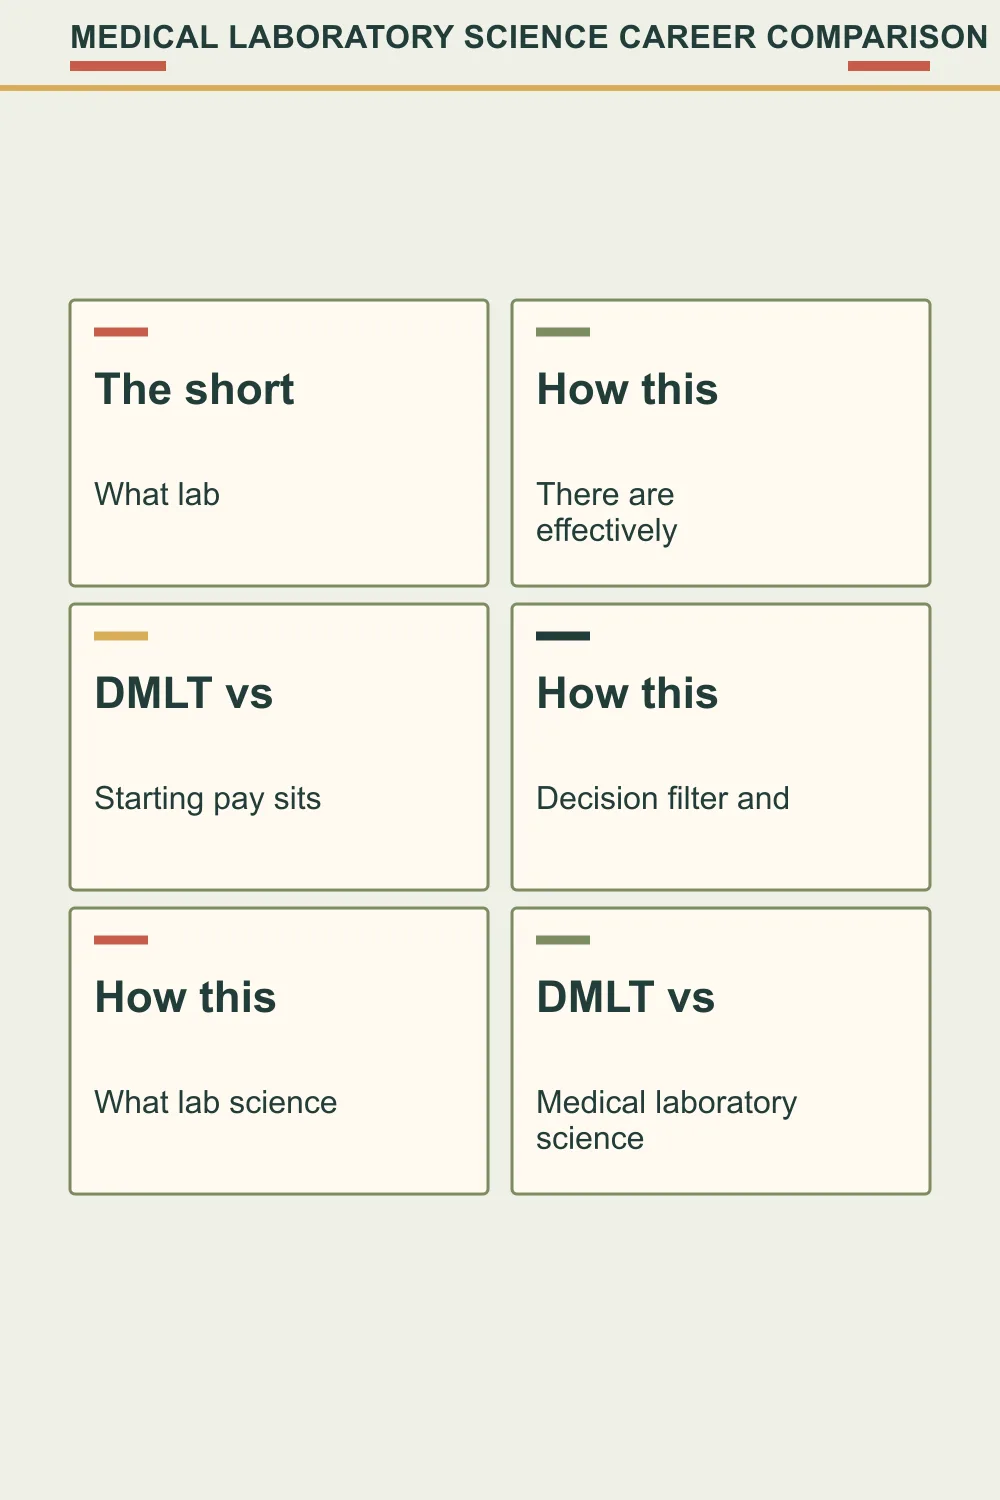 MEDICAL LABORATORY SCIENCE CAREER COMPARISON
The short
What lab
How this
There are
effectively
DMLT vs
Starting pay sits
How this
Decision filter and
How this
What lab science
DMLT vs
Medical laboratory
science